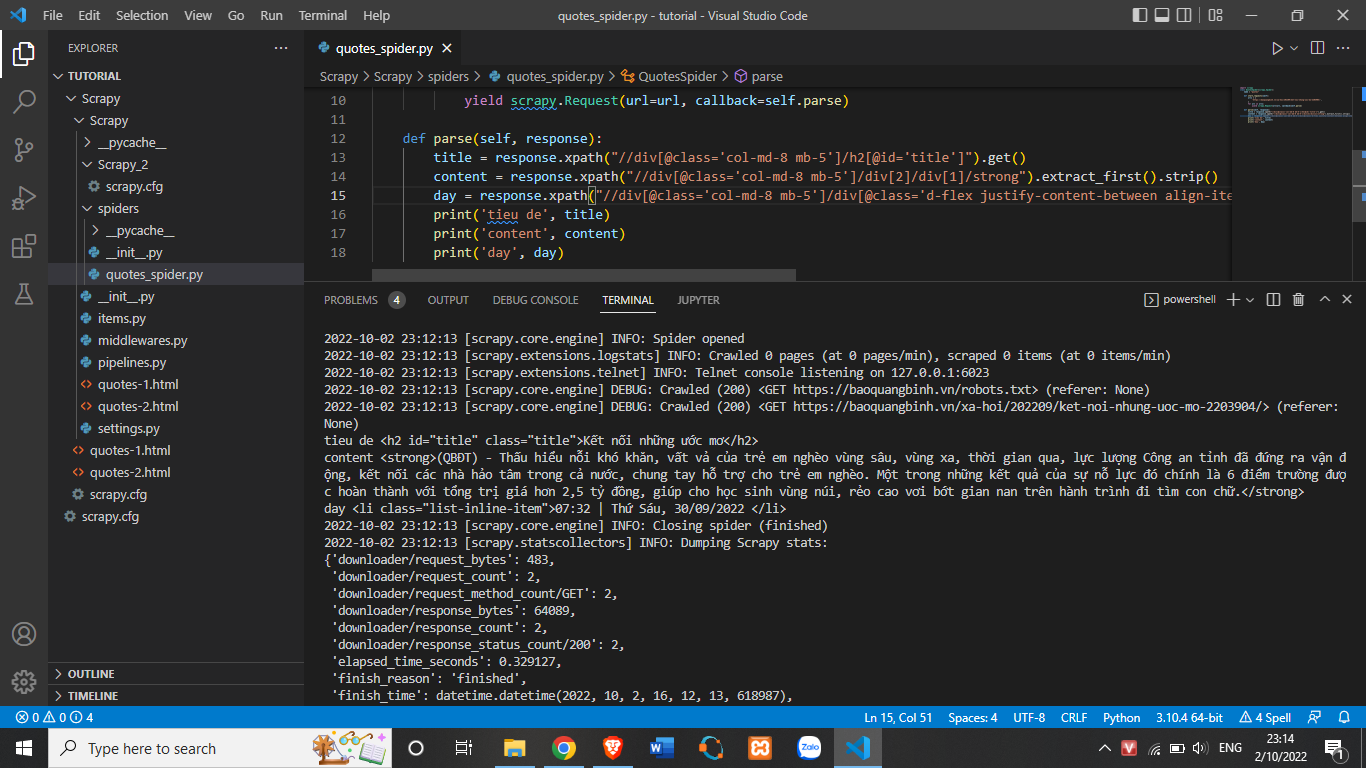 File Edit Selection View Go Run Terminal Help
quotes_spider.py - tutorial - Visual Studio Code
EXPLORER
TUTORIAL
Scrapy
Scrapy
__pycache__
Scrapy_2
scrapy.cfg
spiders
__pycache__
__init__.py
quotes_spider.py
__init__.py
items.py
middlewares.py
pipelines.py
quotes-1.html
quotes-2.html
settings.py
quotes-1.html
quotes-2.html
scrapy.cfg
scrapy.cfg
OUTLINE
TIMELINE
quotes_spider.py
Scrapy > Scrapy > spiders > quotes_spider.py > QuotesSpider > parse
10 yield scrapy.Request(url=url, callback=self.parse)
11
12 def parse(self, response):
13 title = response.xpath("//div[@class='col-md-8 mb-5']/h2[@id='title']").get()
14 content = response.xpath("//div[@class='col-md-8 mb-5']/div[2]/div[1]/strong").extract_first().strip()
15 day = response.xpath("//div[@class='col-md-8 mb-5']/div[@class='d-flex justify-content-between align-ite
16 print('tieu de', title)
17 print('content', content)
18 print('day', day)
PROBLEMS 4 OUTPUT DEBUG CONSOLE TERMINAL JUPYTER
powershell
2022-10-02 23:12:13 [scrapy.core.engine] INFO: Spider opened
2022-10-02 23:12:13 [scrapy.extensions.logstats] INFO: Crawled 0 pages (at 0 pages/min), scraped 0 items (at 0 items/min)
2022-10-02 23:12:13 [scrapy.extensions.telnet] INFO: Telnet console listening on 127.0.0.1:6023
2022-10-02 23:12:13 [scrapy.core.engine] DEBUG: Crawled (200) <GET https://baoquangbinh.vn/robots.txt> (referer: None)
2022-10-02 23:12:13 [scrapy.core.engine] DEBUG: Crawled (200) <GET https://baoquangbinh.vn/xa-hoi/202209/ket-noi-nhung-uoc-mo-2203904/> (referer:
None)
tieu de <h2 id="title" class="title">Kết nối những ước mơ</h2>
content <strong>(QBĐT) - Thấu hiểu nỗi khó khăn, vất vả của trẻ em nghèo vùng sâu, vùng xa, thời gian qua, lực lượng Công an tỉnh đã đứng ra vận đ
ộng, kết nối các nhà hảo tâm trong cả nước, chung tay hỗ trợ cho trẻ em nghèo. Một trong những kết quả của sự nỗ lực đó chính là 6 điểm trường đượ
c hoàn thành với tổng trị giá hơn 2,5 tỷ đồng, giúp cho học sinh vùng núi, rẻo cao vơi bớt gian nan trên hành trình đi tìm con chữ.</strong>
day <li class="list-inline-item">07:32 | Thứ Sáu, 30/09/2022 </li>
2022-10-02 23:12:13 [scrapy.core.engine] INFO: Closing spider (finished)
2022-10-02 23:12:13 [scrapy.statscollectors] INFO: Dumping Scrapy stats:
{'downloader/request_bytes': 483,
'downloader/request_count': 2,
'downloader/request_method_count/GET': 2,
'downloader/response_bytes': 64089,
'downloader/response_count': 2,
'downloader/response_status_count/200': 2,
'elapsed_time_seconds': 0.329127,
'finish_reason': 'finished',
'finish_time': datetime.datetime(2022, 10, 2, 16, 12, 13, 618987),
0 0 4
Ln 15, Col 51 Spaces: 4 UTF-8 CRLF Python 3.10.4 64-bit 4 Spell
Type here to search
Zalo
ENG
23:14
2/10/2022
1